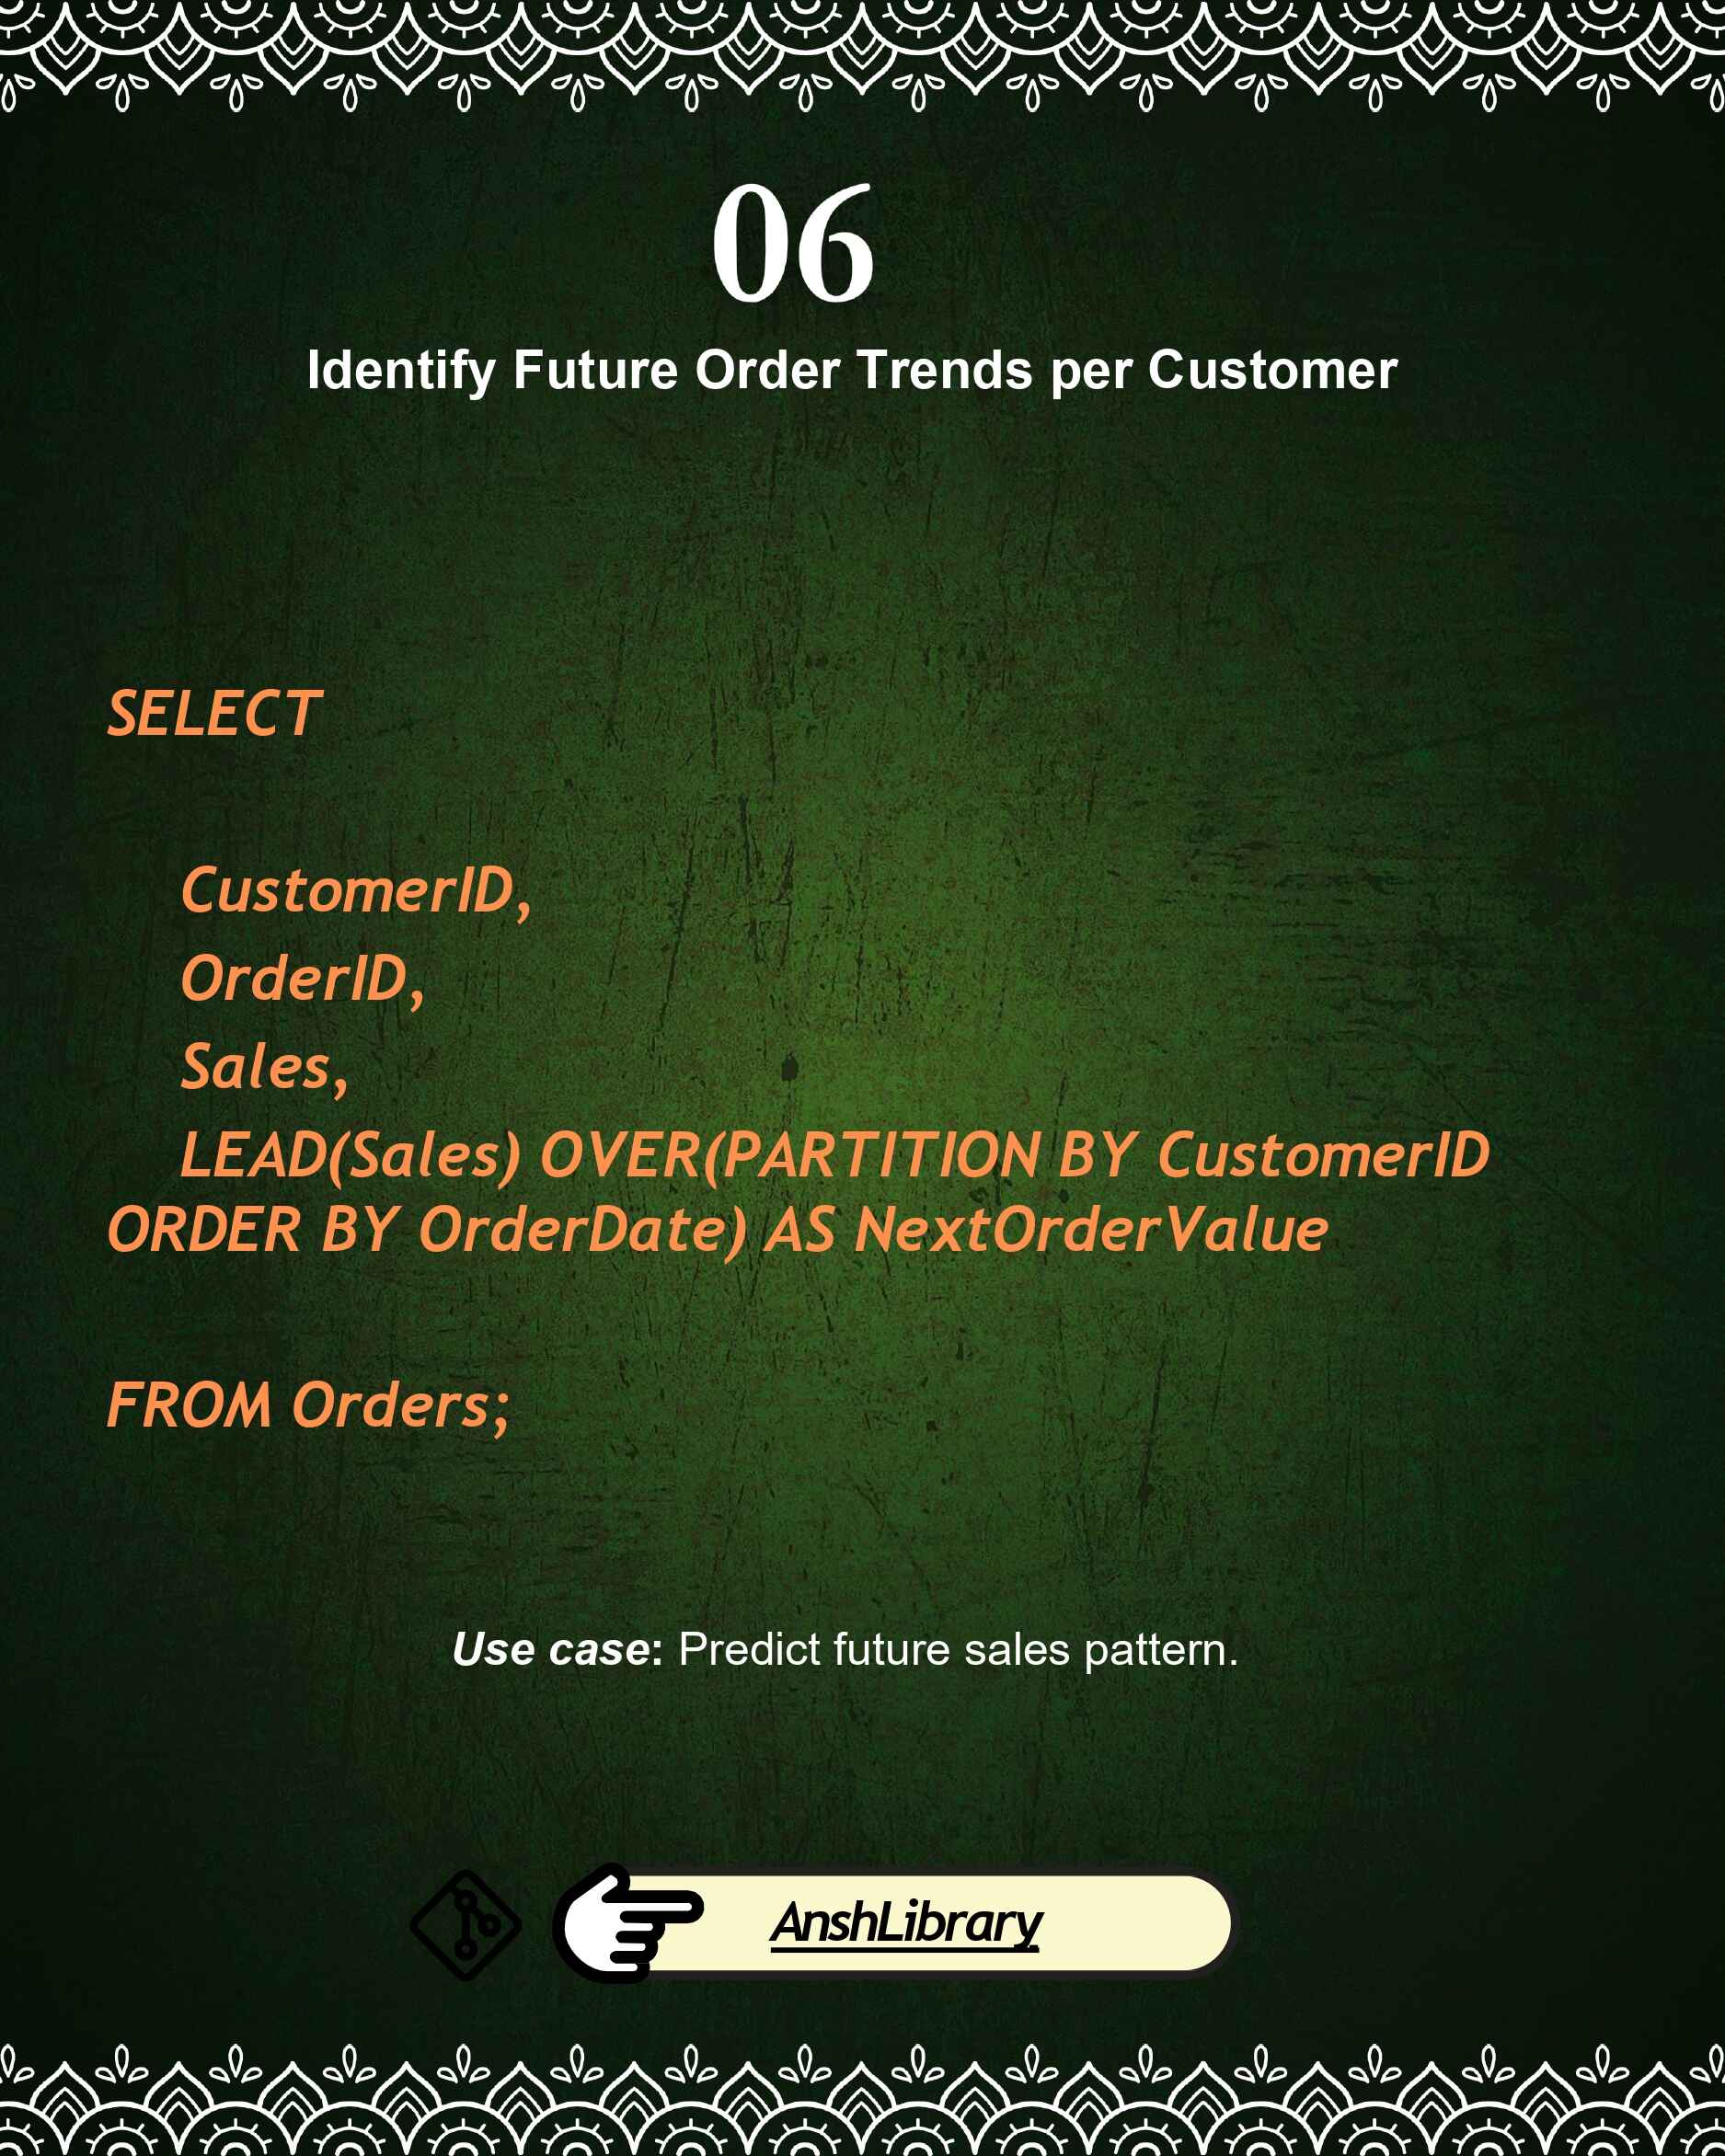 06
Identify Future Order Trends per Customer
SELECT
CustomerID,
OrderID,
Sales,
LEAD(Sales) OVER(PARTITION BY CustomerID
ORDER BY OrderDate) AS NextOrderValue
FROM Orders;
Use case: Predict future sales pattern.
AnshLibrary